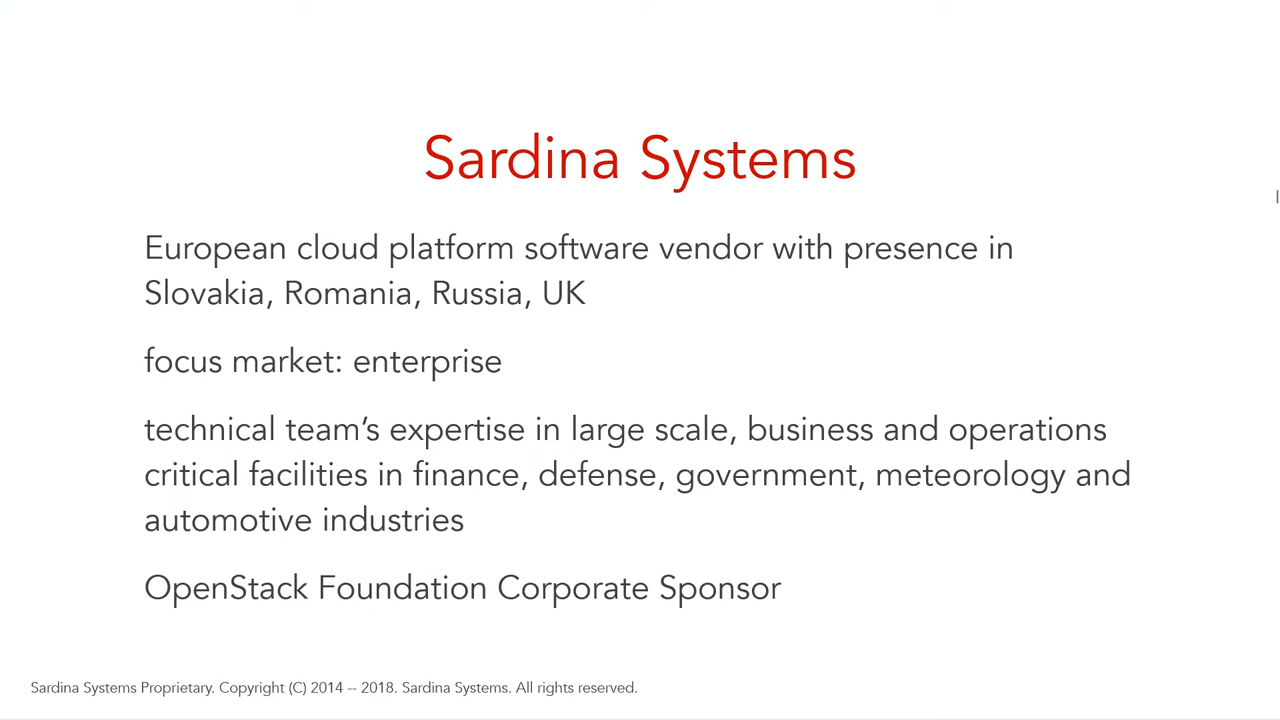 Sardina Systems
European cloud platform software vendor with presence in
Slovakia, Romania, Russia, UK
focus market: enterprise
technical team’s expertise in large scale, business and operations
critical facilities in finance, defense, government, meteorology and
automotive industries
OpenStack Foundation Corporate Sponsor
Sardina Systems Proprietary. Copyright (C) 2014 -- 2018. Sardina Systems. All rights reserved.